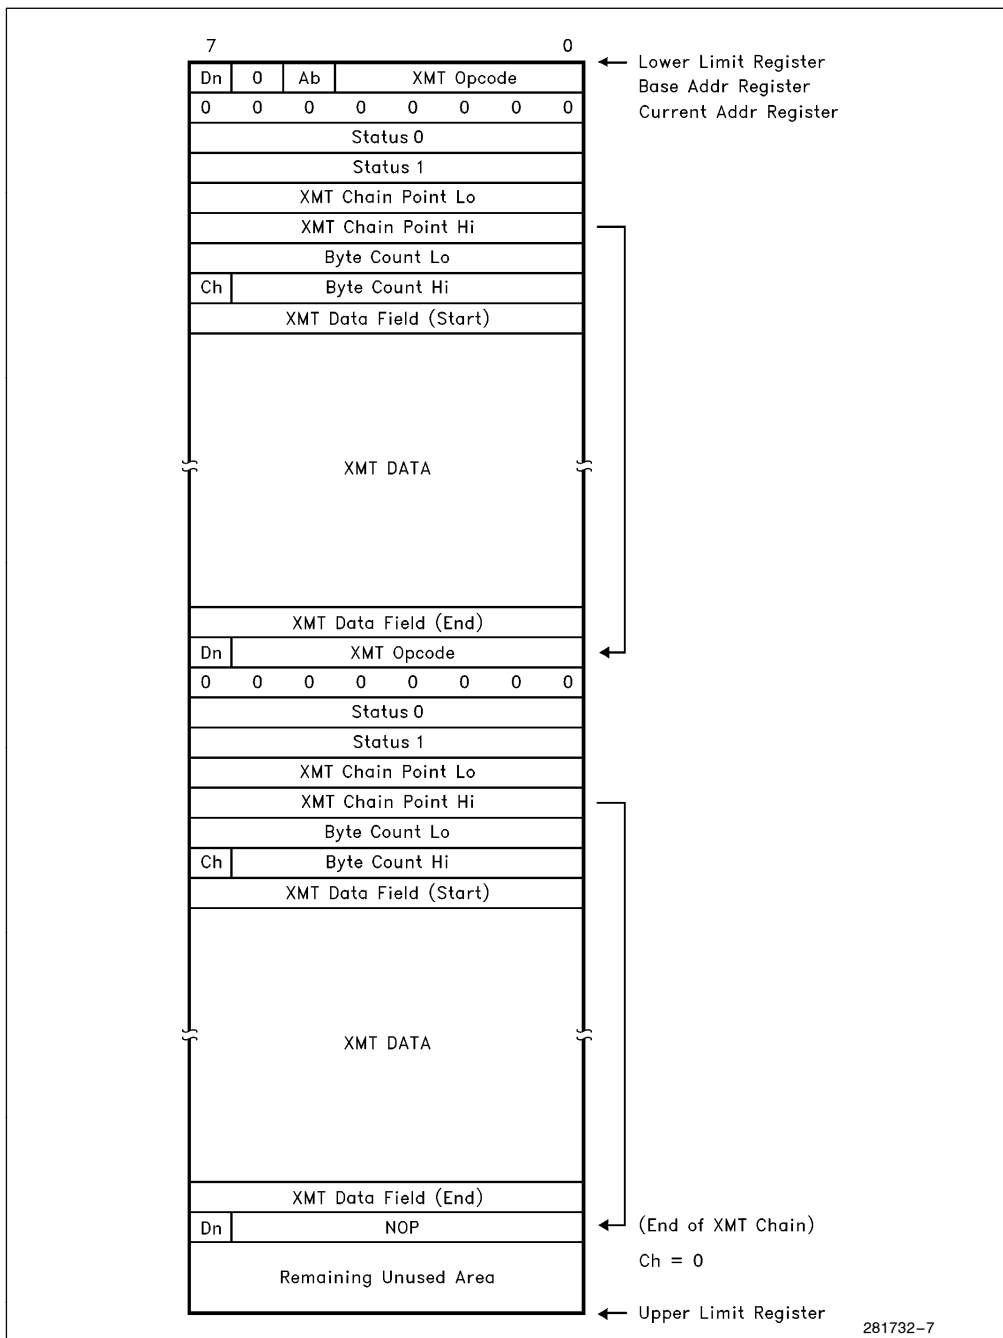 7 0
Lower Limit Register
Dn 0 Ab XMT Opcode
Base Addr Register
0 0 0 0 0 0 0 0
Current Addr Register
Status 0
Status 1
XMT Chain Point Lo
XMT Chain Point Hi
Byte Count Lo
Ch Byte Count Hi
XMT Data Field (Start)
XMT DATA
XMT Data Field (End)
Dn XMT Opcode
0 0 0 0 0 0 0 0
Status 0
Status 1
XMT Chain Point Lo
XMT Chain Point Hi
Byte Count Lo
Ch Byte Count Hi
XMT Data Field (Start)
XMT DATA
XMT Data Field (End)
Dn NOP
(End of XMT Chain)
Ch = 0
Remaining Unused Area
Upper Limit Register
281732-7